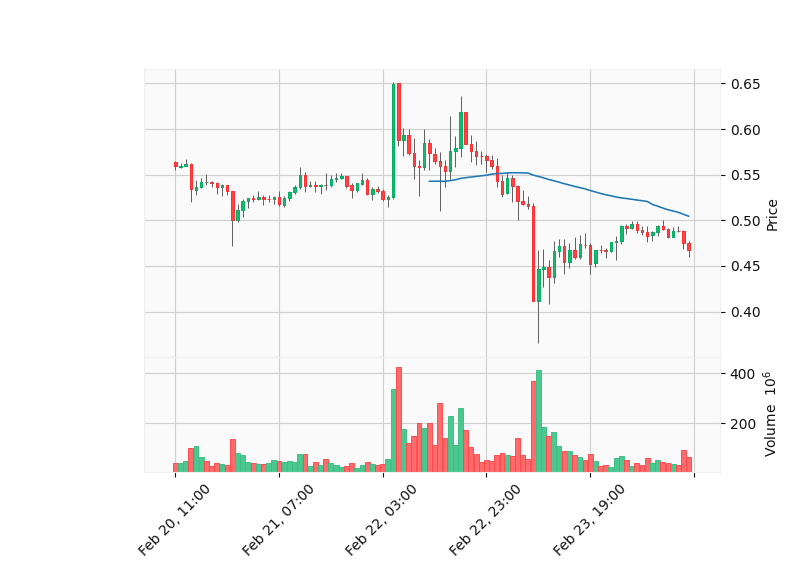 0.65
0.60
0.55
0.50
0.45
0.40
Price
400
200
Volume 10^6
Feb 20, 11:00
Feb 21, 07:00
Feb 22, 03:00
Feb 22, 23:00
Feb 23, 19:00